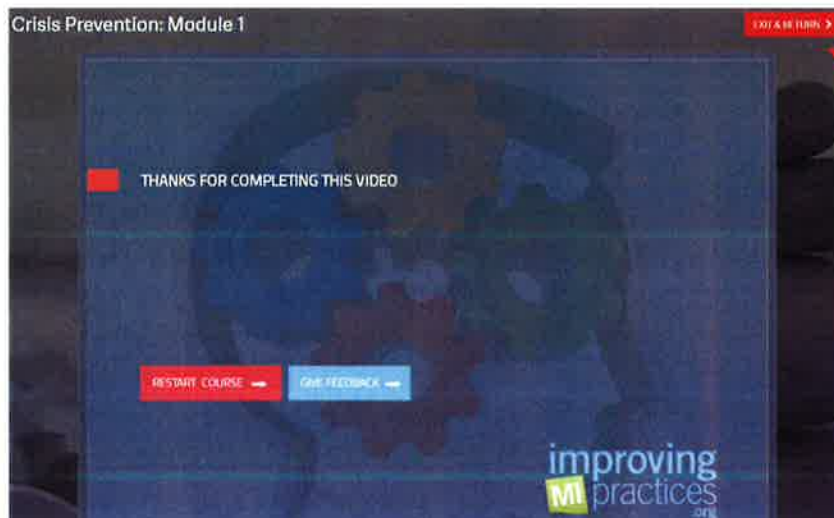 Crisis Prevention: Module 1
EXIT & RETURN >
THANKS FOR COMPLETING THIS VIDEO
RESTART COURSE
GIVE FEEDBACK
improving
MI practices
.org